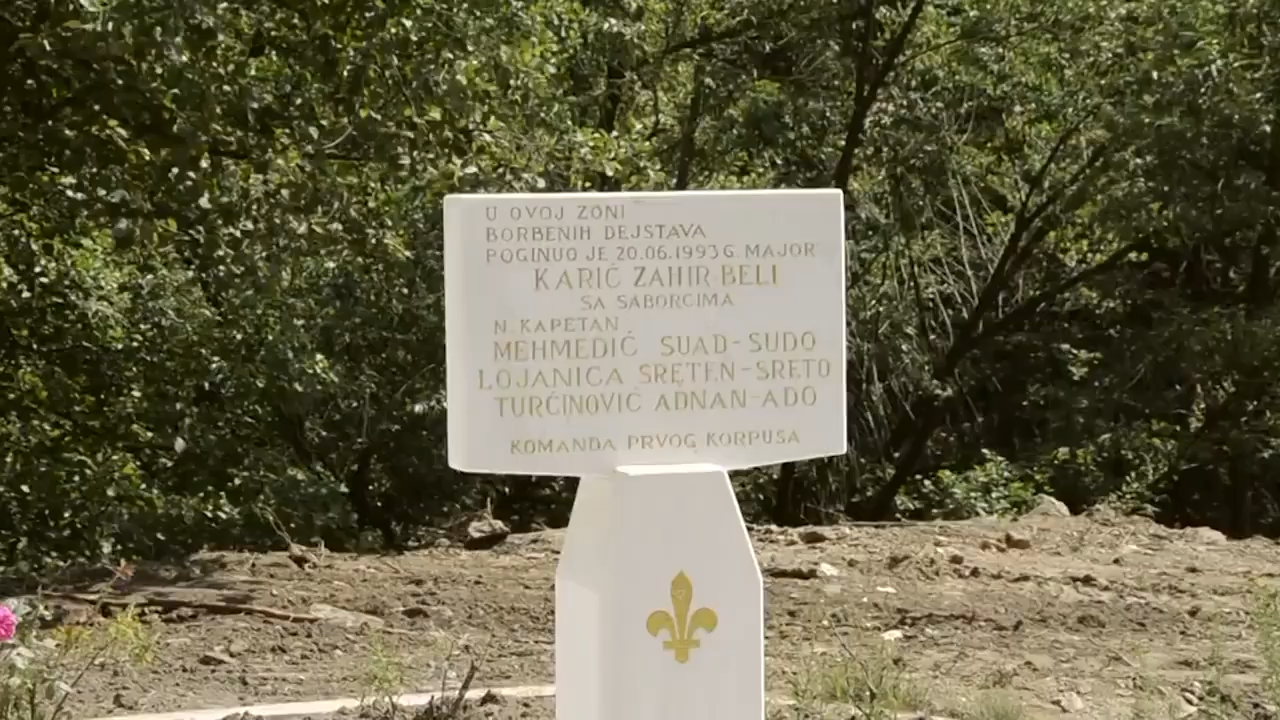 U OVOJ ZONI
BORBENIH DEJSTAVA
POGINUO JE 20.06.1993 G. MAJOR
KARIĆ ZAHIR-BELI
SA SABORCIMA
N. KAPETAN
MEHMEDIĆ SUAD-SUDO
LOJANICA SRETEN-SRETO
TURĆINOVIĆ ADNAN-ADO
KOMANDA PRVOG KORPUSA